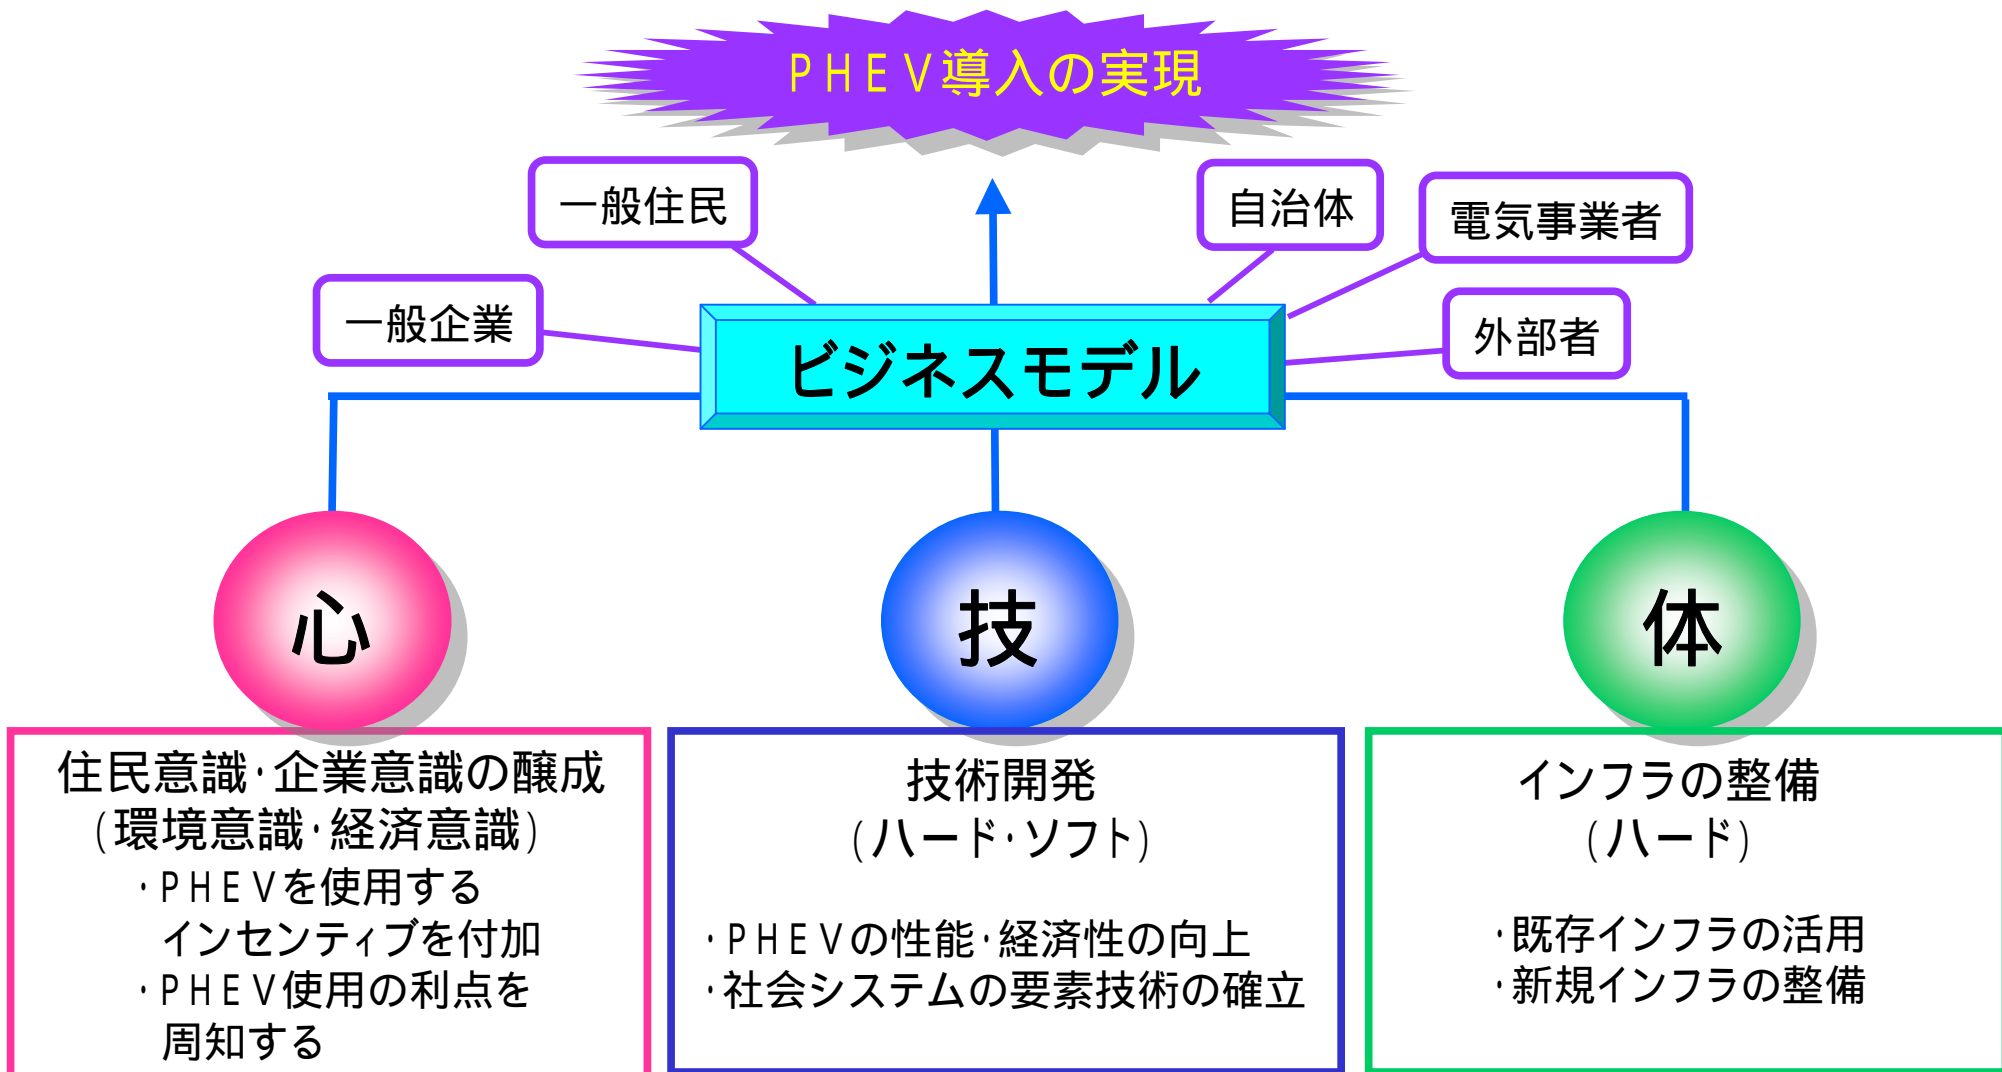 ＰＨＥＶ導入の実現
一般住民
自治体
電気事業者
一般企業
外部者
ビジネスモデル
心
技
体
住民意識・企業意識の醸成
(環境意識・経済意識)
・ＰＨＥＶを使用する
インセンティブを付加
・ＰＨＥＶ使用の利点を
周知する
技術開発
(ハード・ソフト)
・ＰＨＥＶの性能・経済性の向上
・社会システムの要素技術の確立
インフラの整備
(ハード)
・既存インフラの活用
・新規インフラの整備